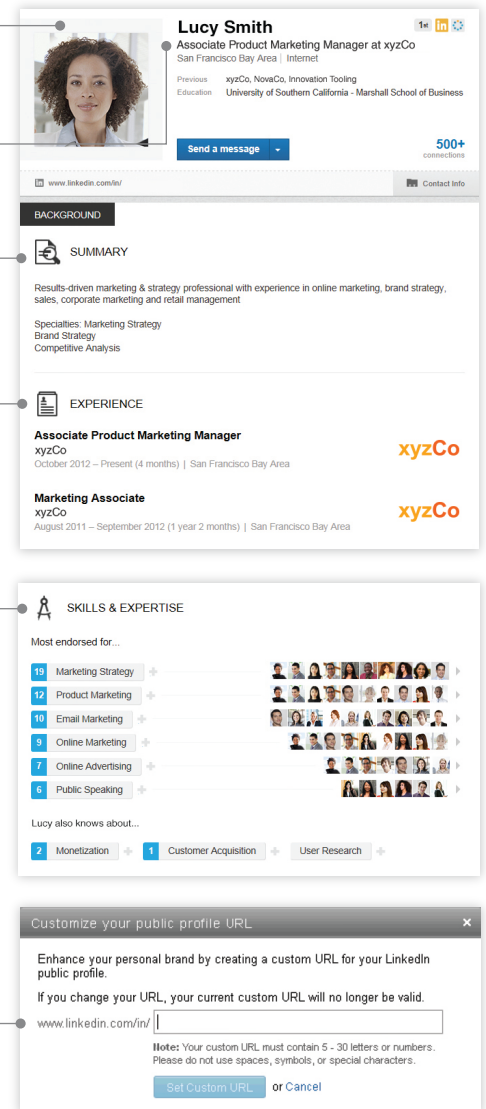 Lucy Smith
1st in
Associate Product Marketing Manager at xyzCo
San Francisco Bay Area | Internet
Previous xyzCo, NovaCo, Innovation Tooling
Education University of Southern California - Marshall School of Business
Send a message
500+
connections
in www.linkedin.com/in/
Contact Info
BACKGROUND
SUMMARY
Results-driven marketing & strategy professional with experience in online marketing, brand strategy,
sales, corporate marketing and retail management
Specialties: Marketing Strategy
Brand Strategy
Competitive Analysis
EXPERIENCE
Associate Product Marketing Manager
xyzCo
October 2012 – Present (4 months) | San Francisco Bay Area
xyzCo
Marketing Associate
xyzCo
August 2011 – September 2012 (1 year 2 months) | San Francisco Bay Area
xyzCo
SKILLS & EXPERTISE
Most endorsed for...
19 Marketing Strategy
12 Product Marketing
10 Email Marketing
9 Online Marketing
7 Online Advertising
6 Public Speaking
Lucy also knows about...
2 Monetization 1 Customer Acquisition User Research
Customize your public profile URL x
Enhance your personal brand by creating a custom URL for your LinkedIn
public profile.
If you change your URL, your current custom URL will no longer be valid.
www.linkedin.com/in/
Note: Your custom URL must contain 5 - 30 letters or numbers.
Please do not use spaces, symbols, or special characters.
Set Custom URL or Cancel